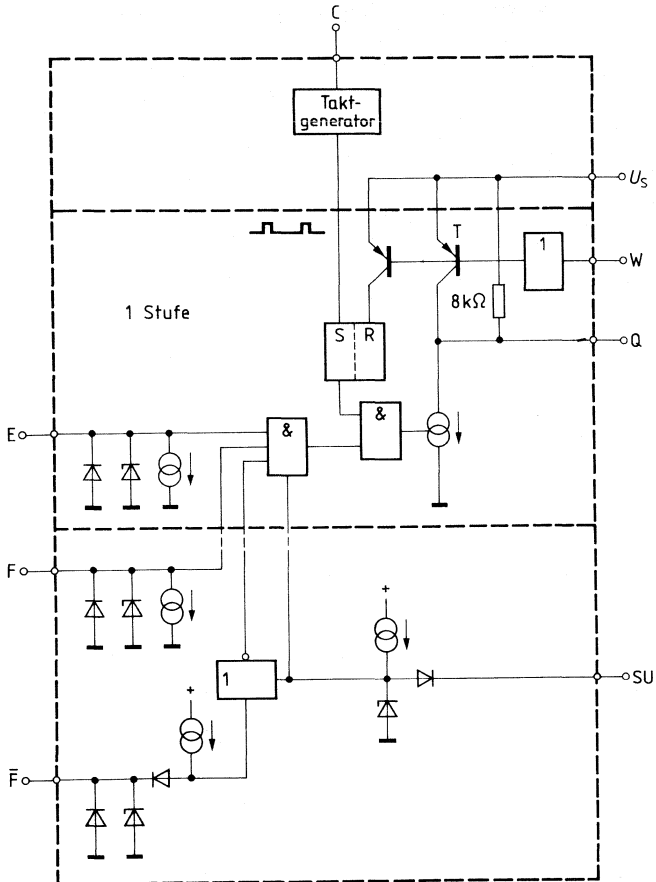 C
Takt-
generator
U_S
T
1
W
1 Stufe
8kΩ
S R
Q
&
&
E
F
+
1
SU
+
F̄